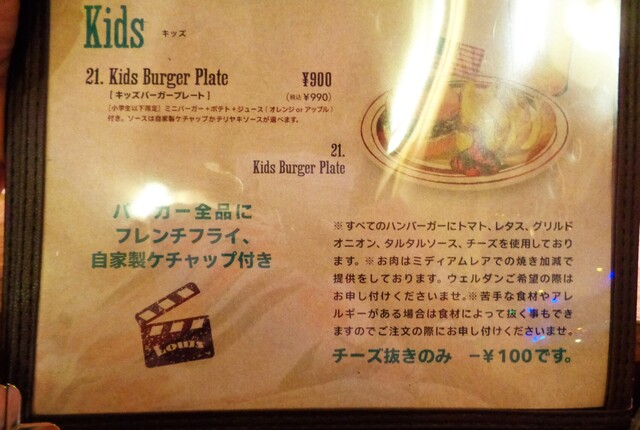 Kids キッズ
21. Kids Burger Plate ¥900
[キッズバーガープレート] (税込¥990)
[小学生以下限定] ミニバーガー+ポテト+ジュース(オレンジorアップル)
付き。ソースは自家製ケチャップかテリヤキソースが選べます。
21.
Kids Burger Plate
バーガー全品に
フレンチフライ、
自家製ケチャップ付き
※すべてのハンバーガーにトマト、レタス、グリルド
オニオン、タルタルソース、チーズを使用しており
ます。※お肉はミディアムレアでの焼き加減で
提供をしております。ウェルダンご希望の際は
お申し付けくださいませ。※苦手な食材やアレ
ルギーがある場合は食材によって抜く事もでき
ますのでご注文の際にお申し付けくださいませ。
チーズ抜きのみ −¥100です。